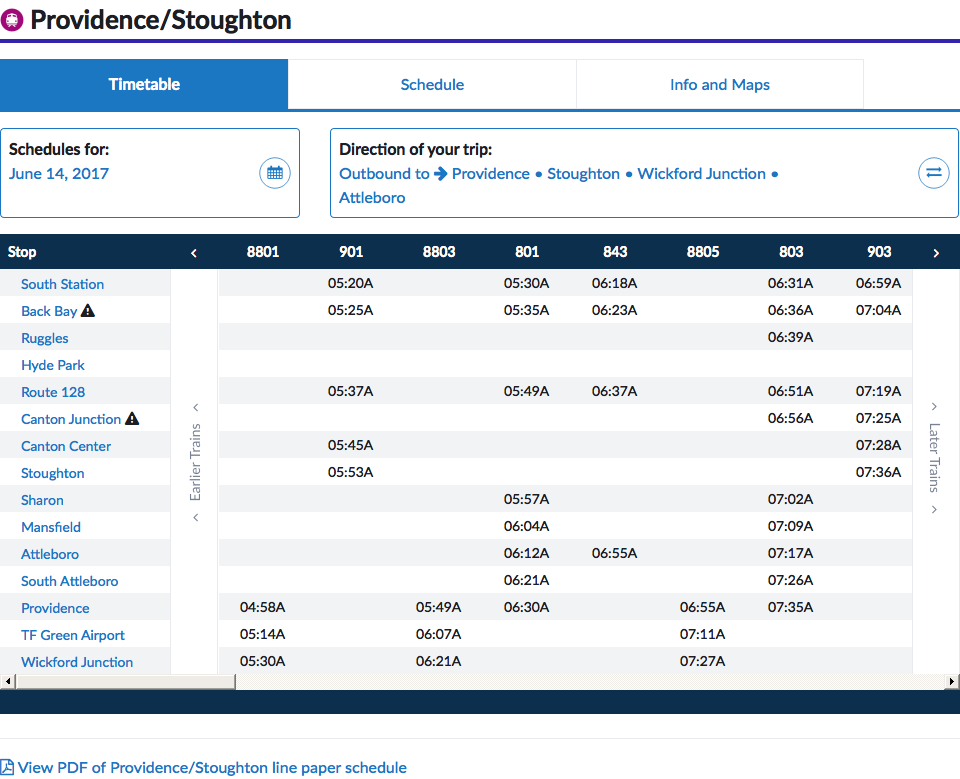 Providence/Stoughton
Timetable Schedule Info and Maps
Schedules for:
June 14, 2017
Direction of your trip:
Outbound to → Providence • Stoughton • Wickford Junction •
Attleboro
Stop 8801 901 8803 801 843 8805 803 903
South Station 05:20A 05:30A 06:18A 06:31A 06:59A
Back Bay 05:25A 05:35A 06:23A 06:36A 07:04A
Ruggles 06:39A
Hyde Park
Route 128 05:37A 05:49A 06:37A 06:51A 07:19A
Canton Junction 06:56A 07:25A
Canton Center 05:45A 07:28A
Stoughton 05:53A 07:36A
Sharon 05:57A 07:02A
Mansfield 06:04A 07:09A
Attleboro 06:12A 06:55A 07:17A
South Attleboro 06:21A 07:26A
Providence 04:58A 05:49A 06:30A 06:55A 07:35A
TF Green Airport 05:14A 06:07A 07:11A
Wickford Junction 05:30A 06:21A 07:27A
Earlier Trains
Later Trains
View PDF of Providence/Stoughton line paper schedule